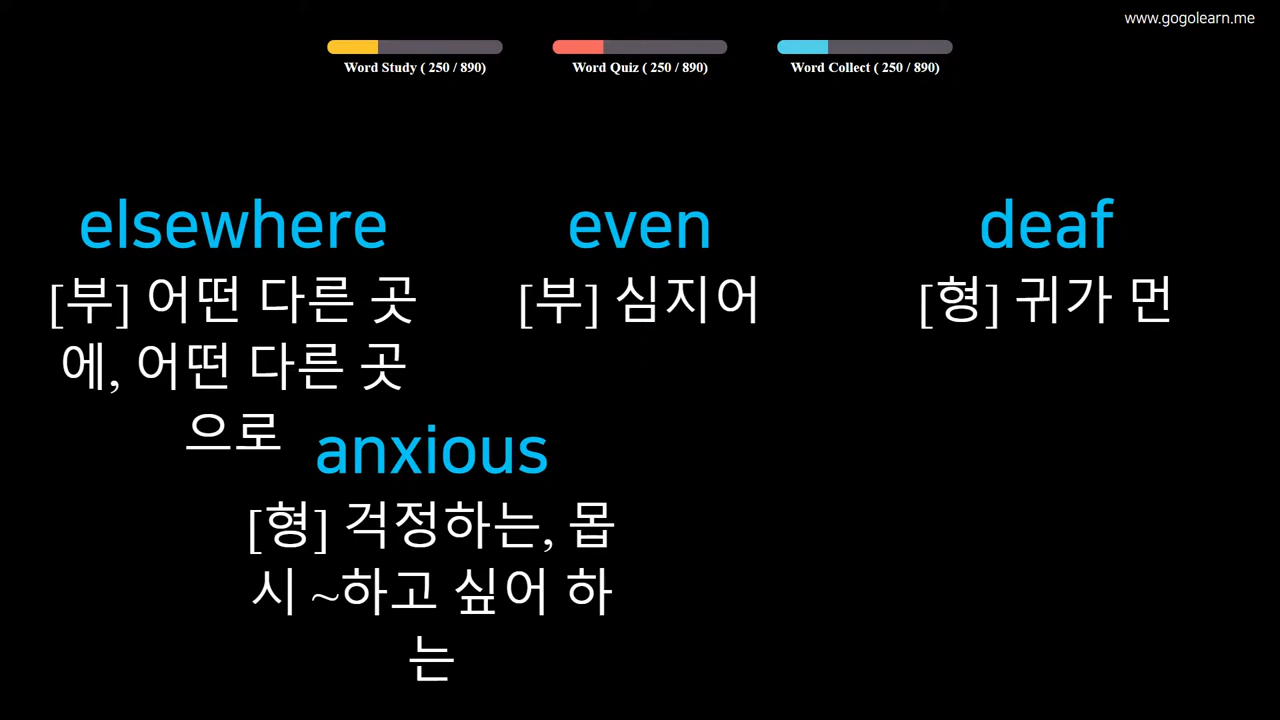 www.gogolearn.me
Word Study ( 250 / 890)
Word Quiz ( 250 / 890)
Word Collect ( 250 / 890)
elsewhere
[부] 어떤 다른 곳
에, 어떤 다른 곳
으로
even
[부] 심지어
deaf
[형] 귀가 먼
anxious
[형] 걱정하는, 몹
시 ~하고 싶어 하
는